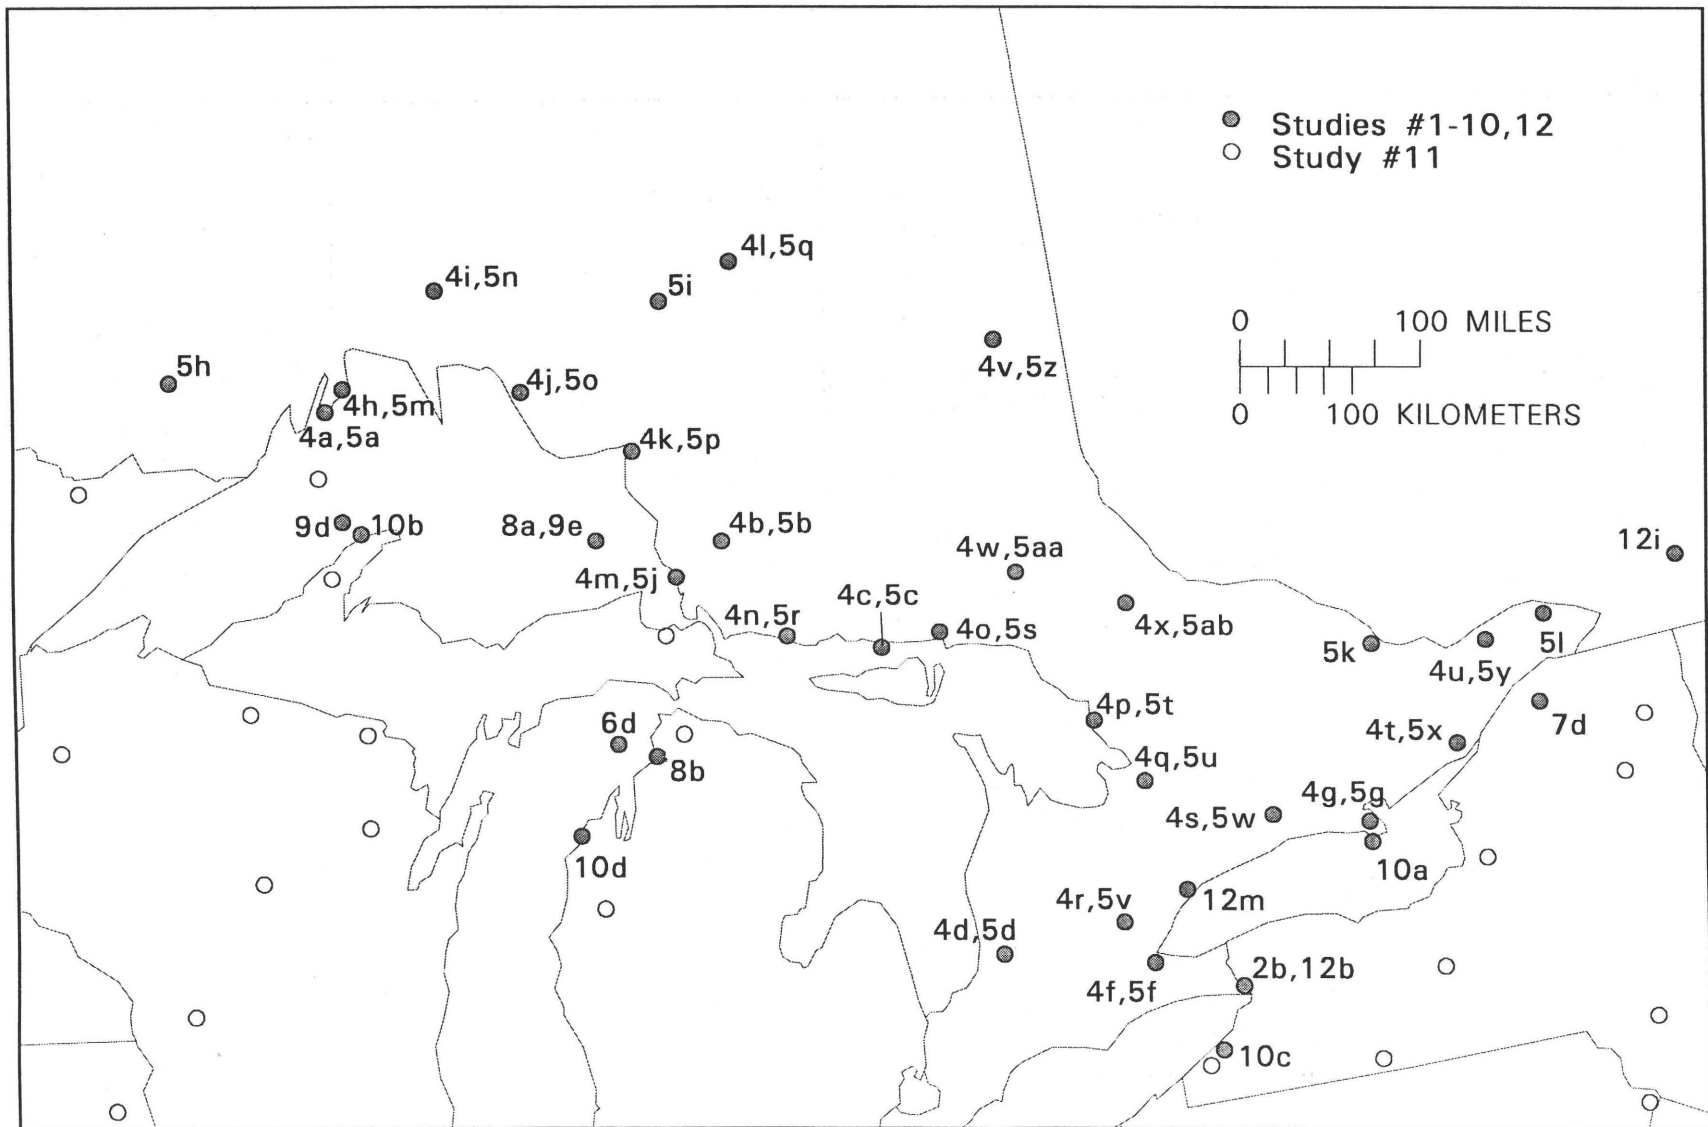 Studies #1-10,12
Study #11
4l,5q
4i,5n
5i
0 100 MILES
5h
4v,5z
4j,5o
4h,5m
0 100 KILOMETERS
4a,5a
4k,5p
9d
10b
8a,9e
4b,5b
4w,5aa
12i
4m,5j
4c,5c
4n,5r
4o,5s
4x,5ab
5k
5l
4u,5y
4p,5t
6d
7d
4t,5x
8b
4q,5u
4g,5g
4s,5w
10d
10a
4r,5v
12m
4d,5d
2b,12b
4f,5f
10c